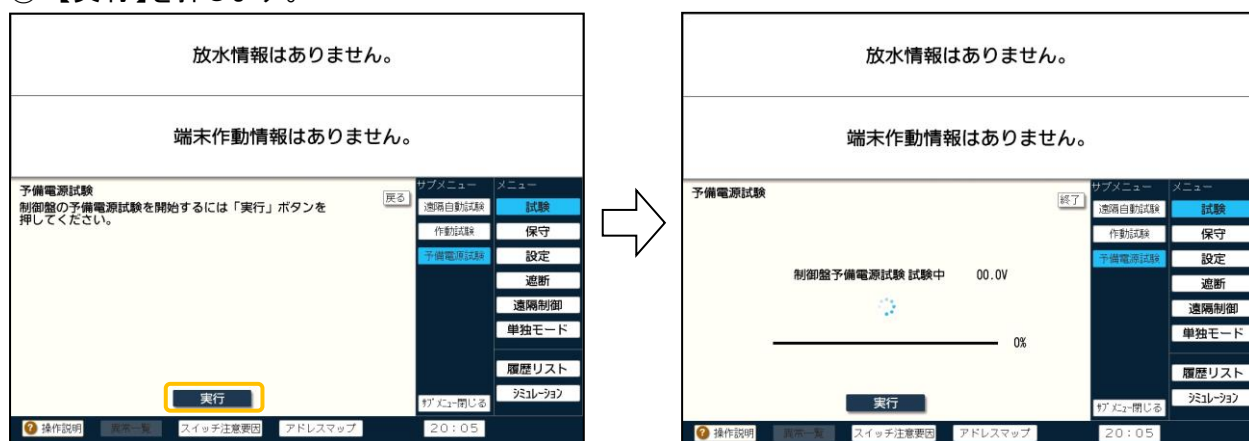 放水情報はありません。
端末作動情報はありません。
予備電源試験
制御盤の予備電源試験を開始するには「実行」ボタンを
押してください。
戻る
実行
サブメニュー
遠隔自動試験
作動試験
予備電源試験
サブメニュー閉じる
メニュー
試験
保守
設定
遮断
遠隔制御
単独モード
履歴リスト
シミュレーション
操作説明 異常一覧 スイッチ注意要因 アドレスマップ 20:05
放水情報はありません。
端末作動情報はありません。
予備電源試験
終了
制御盤予備電源試験 試験中 00.0V
0%
実行
サブメニュー
遠隔自動試験
作動試験
予備電源試験
サブメニュー閉じる
メニュー
試験
保守
設定
遮断
遠隔制御
単独モード
履歴リスト
シミュレーション
操作説明 異常一覧 スイッチ注意要因 アドレスマップ 20:05